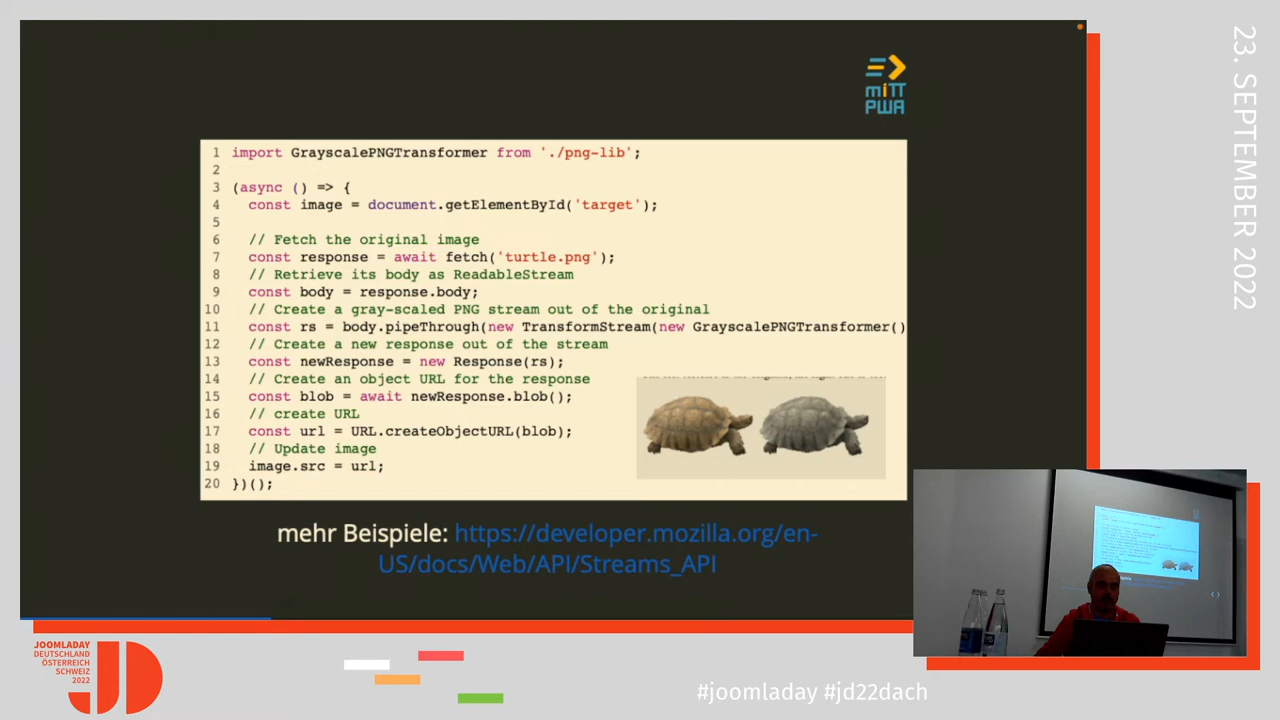 miTT
PWA
1 import GrayscalePNGTransformer from './png-lib';
2
3 (async () => {
4 const image = document.getElementById('target');
5
6 // Fetch the original image
7 const response = await fetch('turtle.png');
8 // Retrieve its body as ReadableStream
9 const body = response.body;
10 // Create a gray-scaled PNG stream out of the original
11 const rs = body.pipeThrough(new TransformStream(new GrayscalePNGTransformer()
12 // Create a new response out of the stream
13 const newResponse = new Response(rs);
14 // Create an object URL for the response
15 const blob = await newResponse.blob();
16 // create URL
17 const url = URL.createObjectURL(blob);
18 // Update image
19 image.src = url;
20 })();
mehr Beispiele: https://developer.mozilla.org/en-
US/docs/Web/API/Streams_API
23. SEPTEMBER 2022
JOOMLADAY
DEUTSCHLAND
ÖSTERREICH
SCHWEIZ
2022
JD
#joomladay #jd22dach